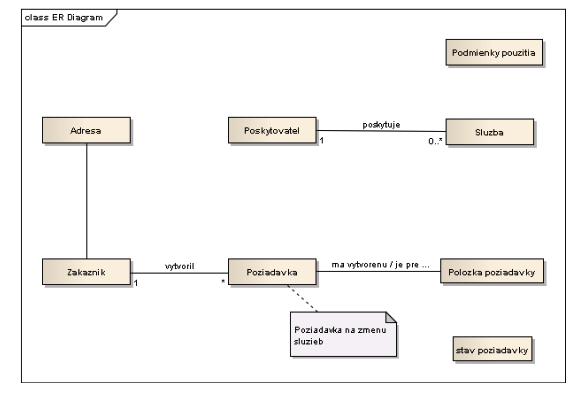 class ER Diagram
Podmienky pouzitia
Adresa
Poskytovatel
poskytuje
Sluzba
1
0..*
Zakaznik
vytvoril
Poziadavka
ma vytvorenu / je pre ...
Polozka poziadavky
1
*
Poziadavka na zmenu
sluzieb
stav poziadavky